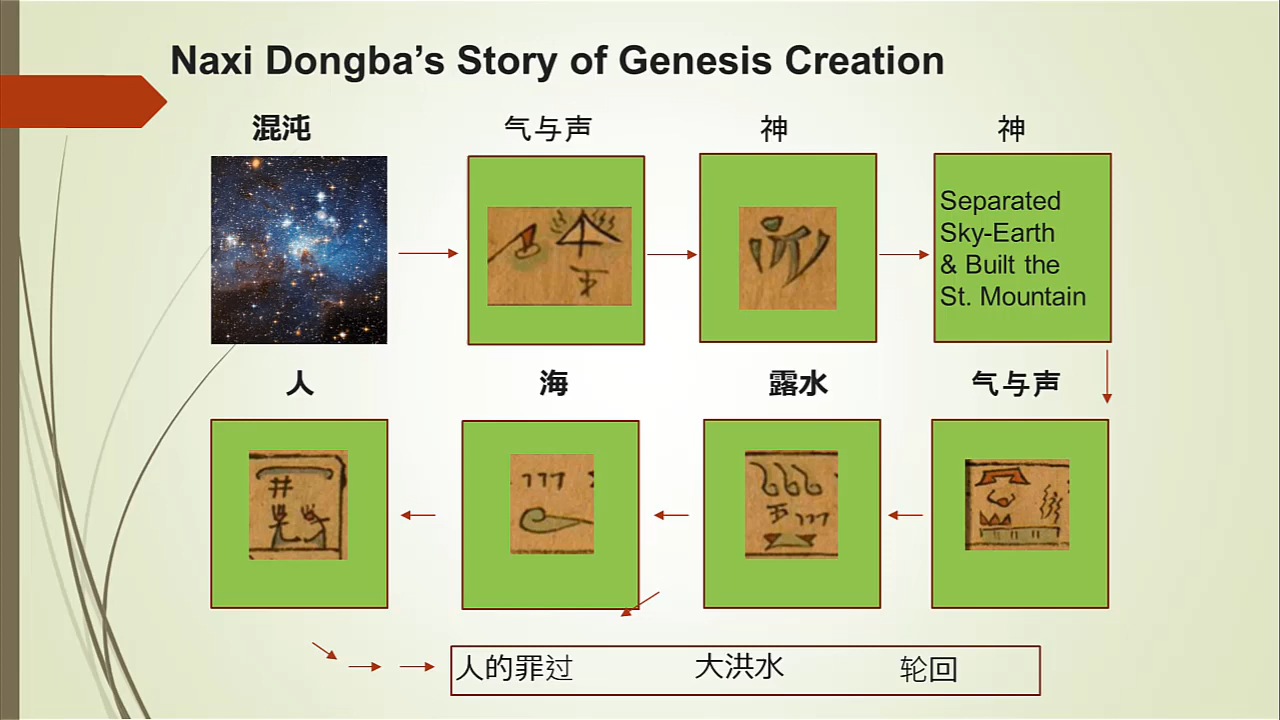 Naxi Dongba's Story of Genesis Creation
混沌
气与声
神
神
Separated
Sky-Earth
& Built the
St. Mountain
人
海
露水
气与声
人的罪过
大洪水
轮回